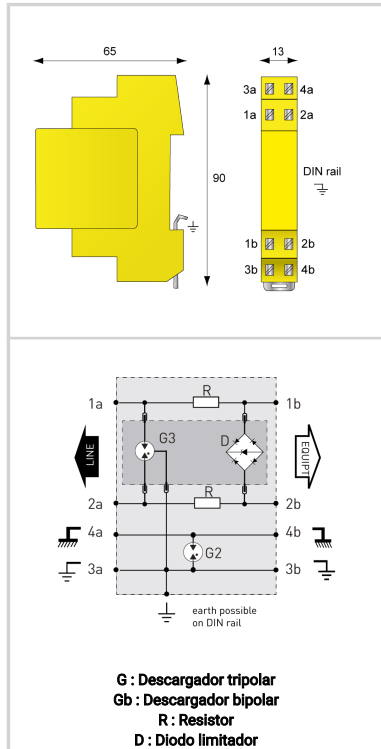 65
13
3a 4a
1a 2a
90
DIN rail
1b 2b
3b 4b
R
1a 1b
G3 D
LINE
EQUIPT
R
2a 2b
4a 4b
G2
3a 3b
earth possible
on DIN rail
G : Descargador tripolar
Gb : Descargador bipolar
R : Resistor
D : Diodo limitador